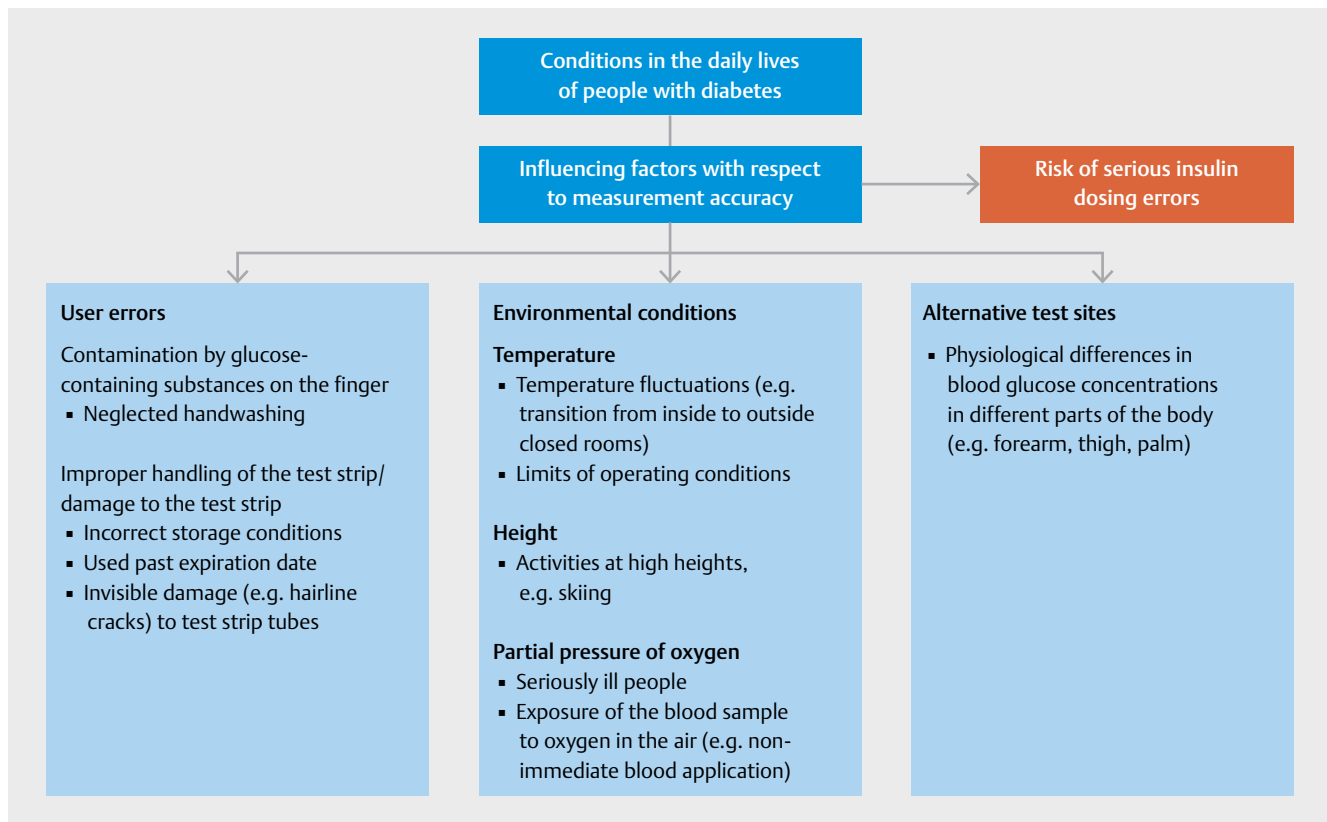 Conditions in the daily lives
of people with diabetes
Influencing factors with respect
to measurement accuracy
Risk of serious insulin
dosing errors
User errors
Contamination by glucose-
containing substances on the finger
▪ Neglected handwashing
Improper handling of the test strip/
damage to the test strip
▪ Incorrect storage conditions
▪ Used past expiration date
▪ Invisible damage (e.g. hairline
cracks) to test strip tubes
Environmental conditions
Temperature
▪ Temperature fluctuations (e.g.
transition from inside to outside
closed rooms)
▪ Limits of operating conditions
Height
▪ Activities at high heights,
e.g. skiing
Partial pressure of oxygen
▪ Seriously ill people
▪ Exposure of the blood sample
to oxygen in the air (e.g. non-
immediate blood application)
Alternative test sites
▪ Physiological differences in
blood glucose concentrations
in different parts of the body
(e.g. forearm, thigh, palm)